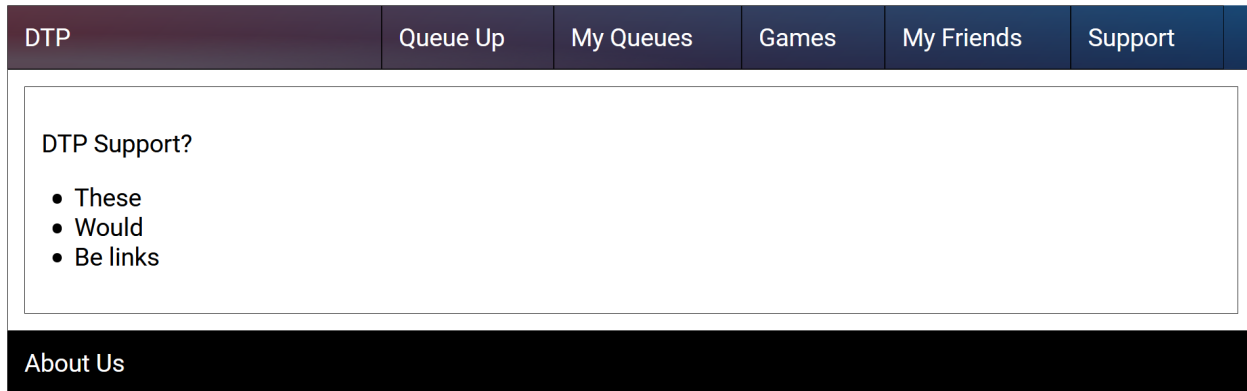 DTP Queue Up My Queues Games My Friends Support
DTP Support?
These
Would
Be links
About Us